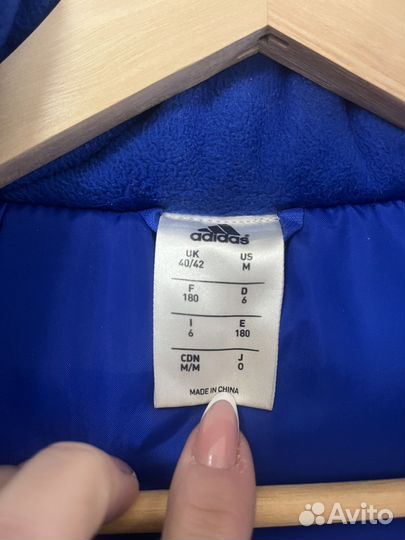 adidas
UK US
40/42 M
F D
180 6
I E
6 180
CDN J
M/M O
MADE IN CHINA
Avito